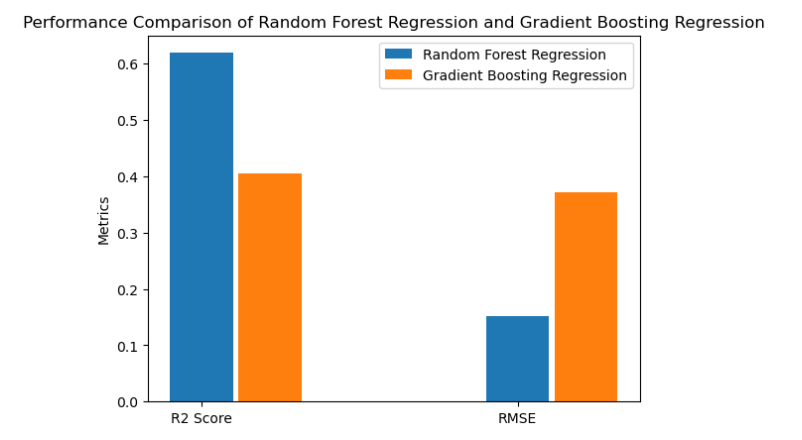 Performance Comparison of Random Forest Regression and Gradient Boosting Regression
Random Forest Regression
Gradient Boosting Regression
Metrics
0.6
0.5
0.4
0.3
0.2
0.1
0.0
R2 Score
RMSE